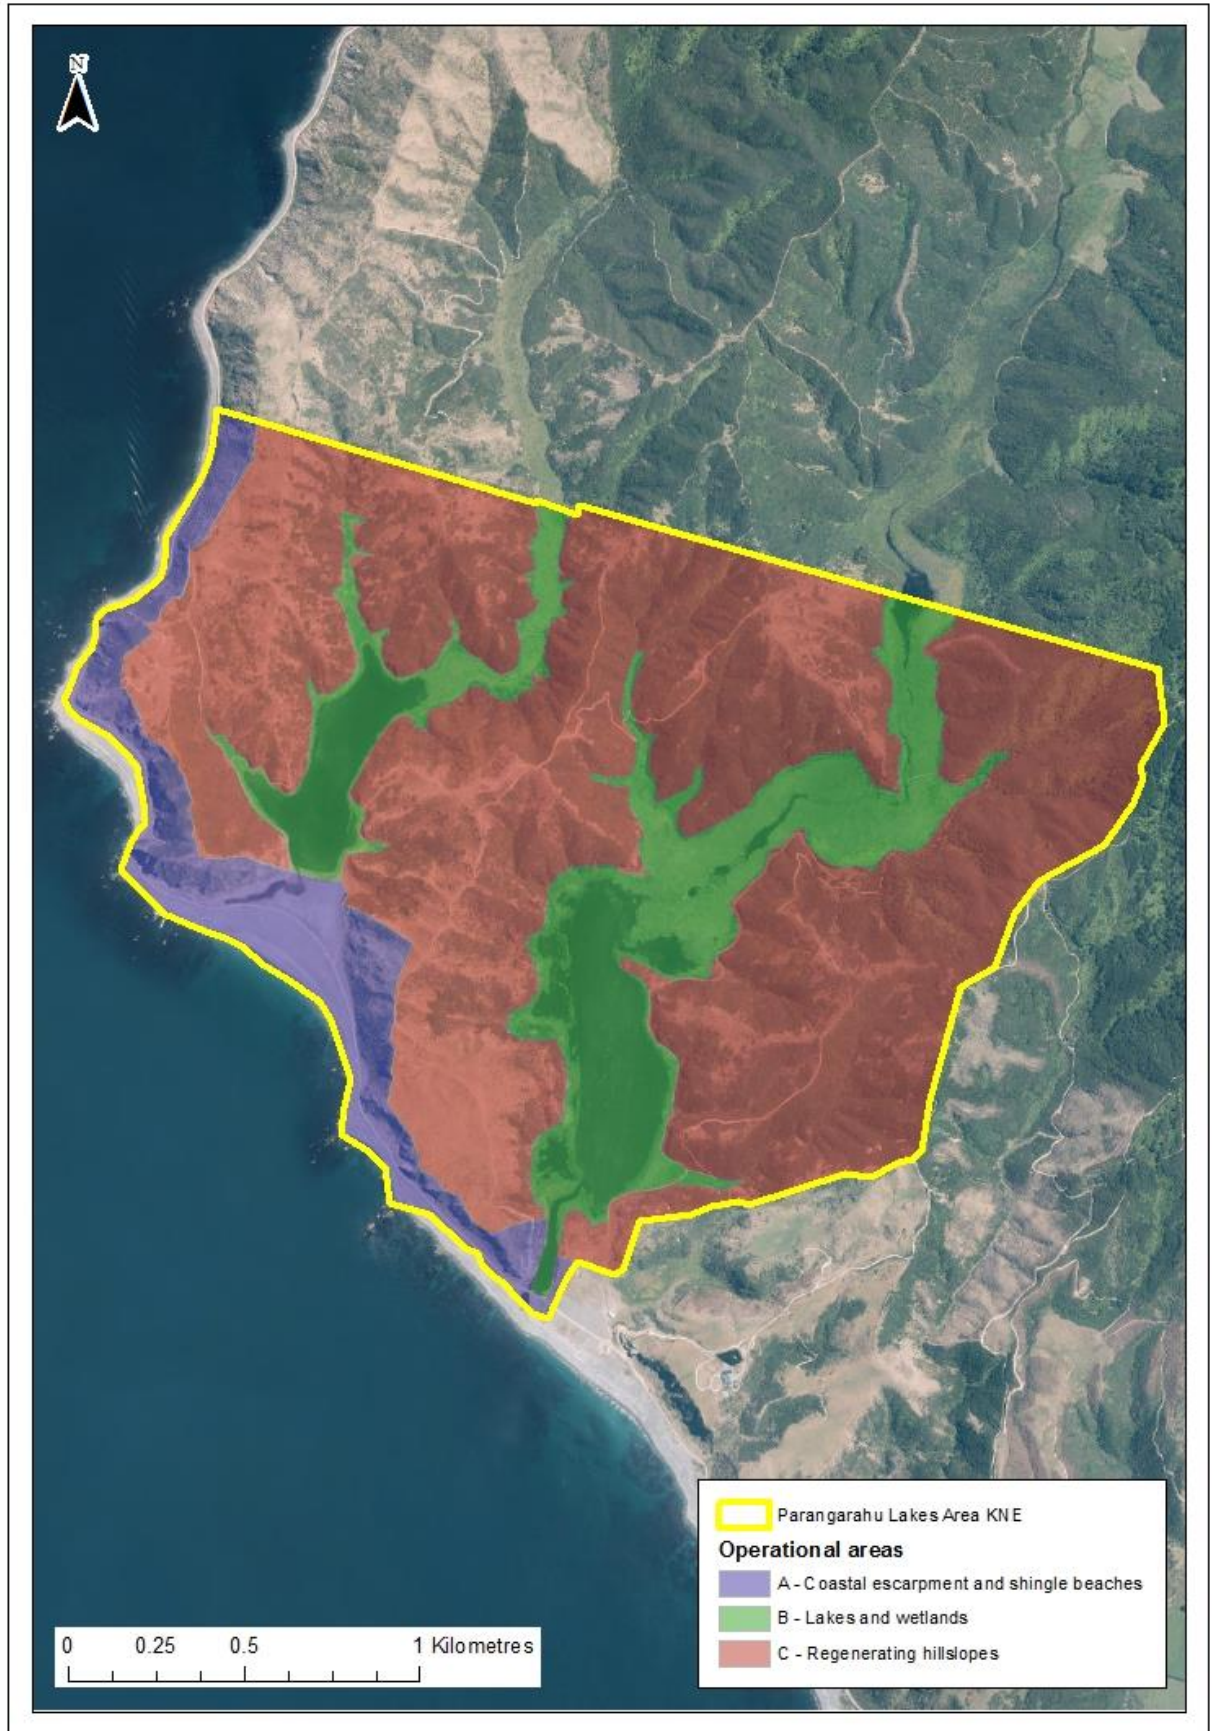 N
Parangarahu Lakes Area KNE
Operational areas
A - Coastal escarpment and shingle beaches
B - Lakes and wetlands
C - Regenerating hillslopes
0 0.25 0.5 1 Kilometres